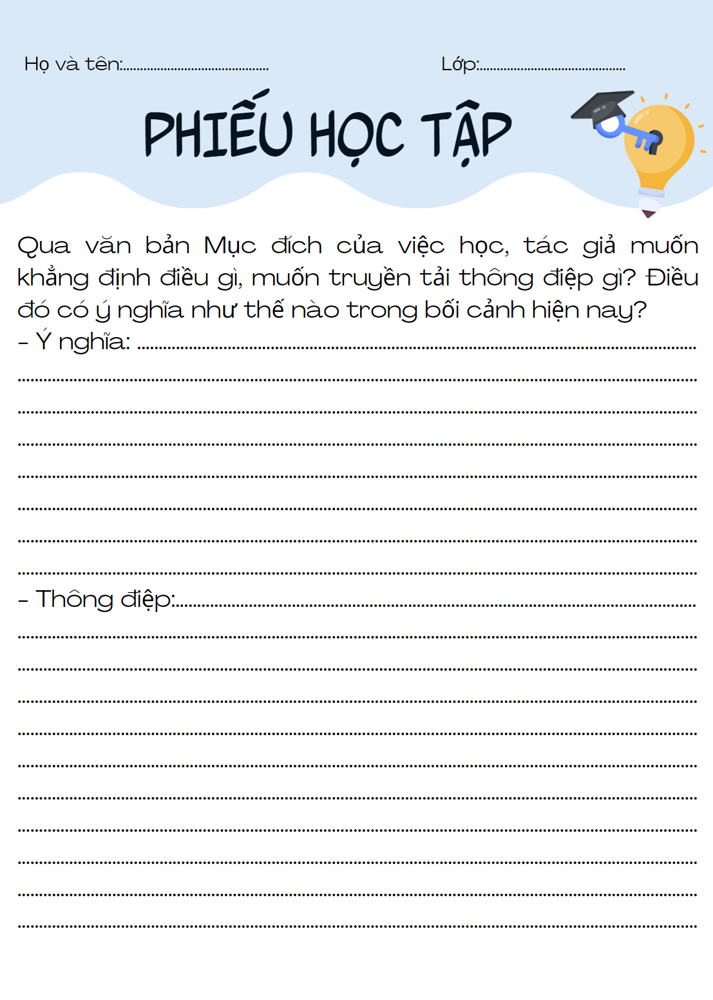 Họ và tên:...........................................
Lớp:...........................................
PHIẾU HỌC TẬP
Qua văn bản Mục đích của việc học, tác giả muốn
khẳng định điều gì, muốn truyền tải thông điệp gì? Điều
đó có ý nghĩa như thế nào trong bối cảnh hiện nay?
- Ý nghĩa: ..........................................................................
- Thông điệp:......................................................................